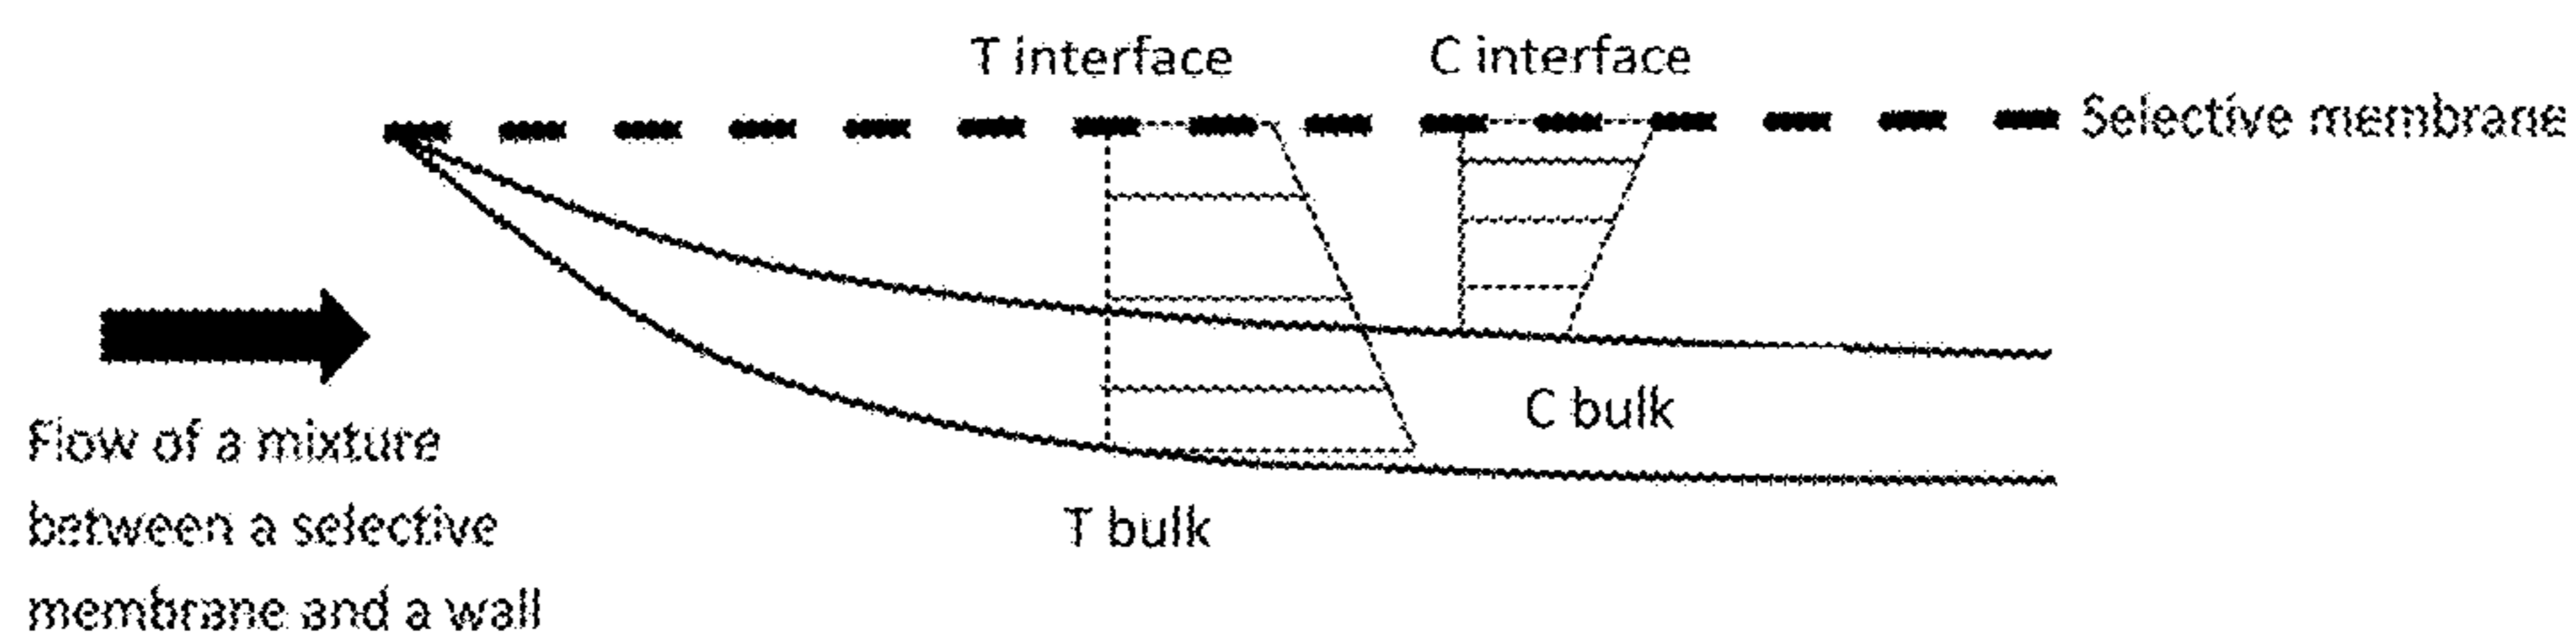 T interface
C interface
Selective membrane
Flow of a mixture
between a selective
membrane and a wall
C bulk
T bulk